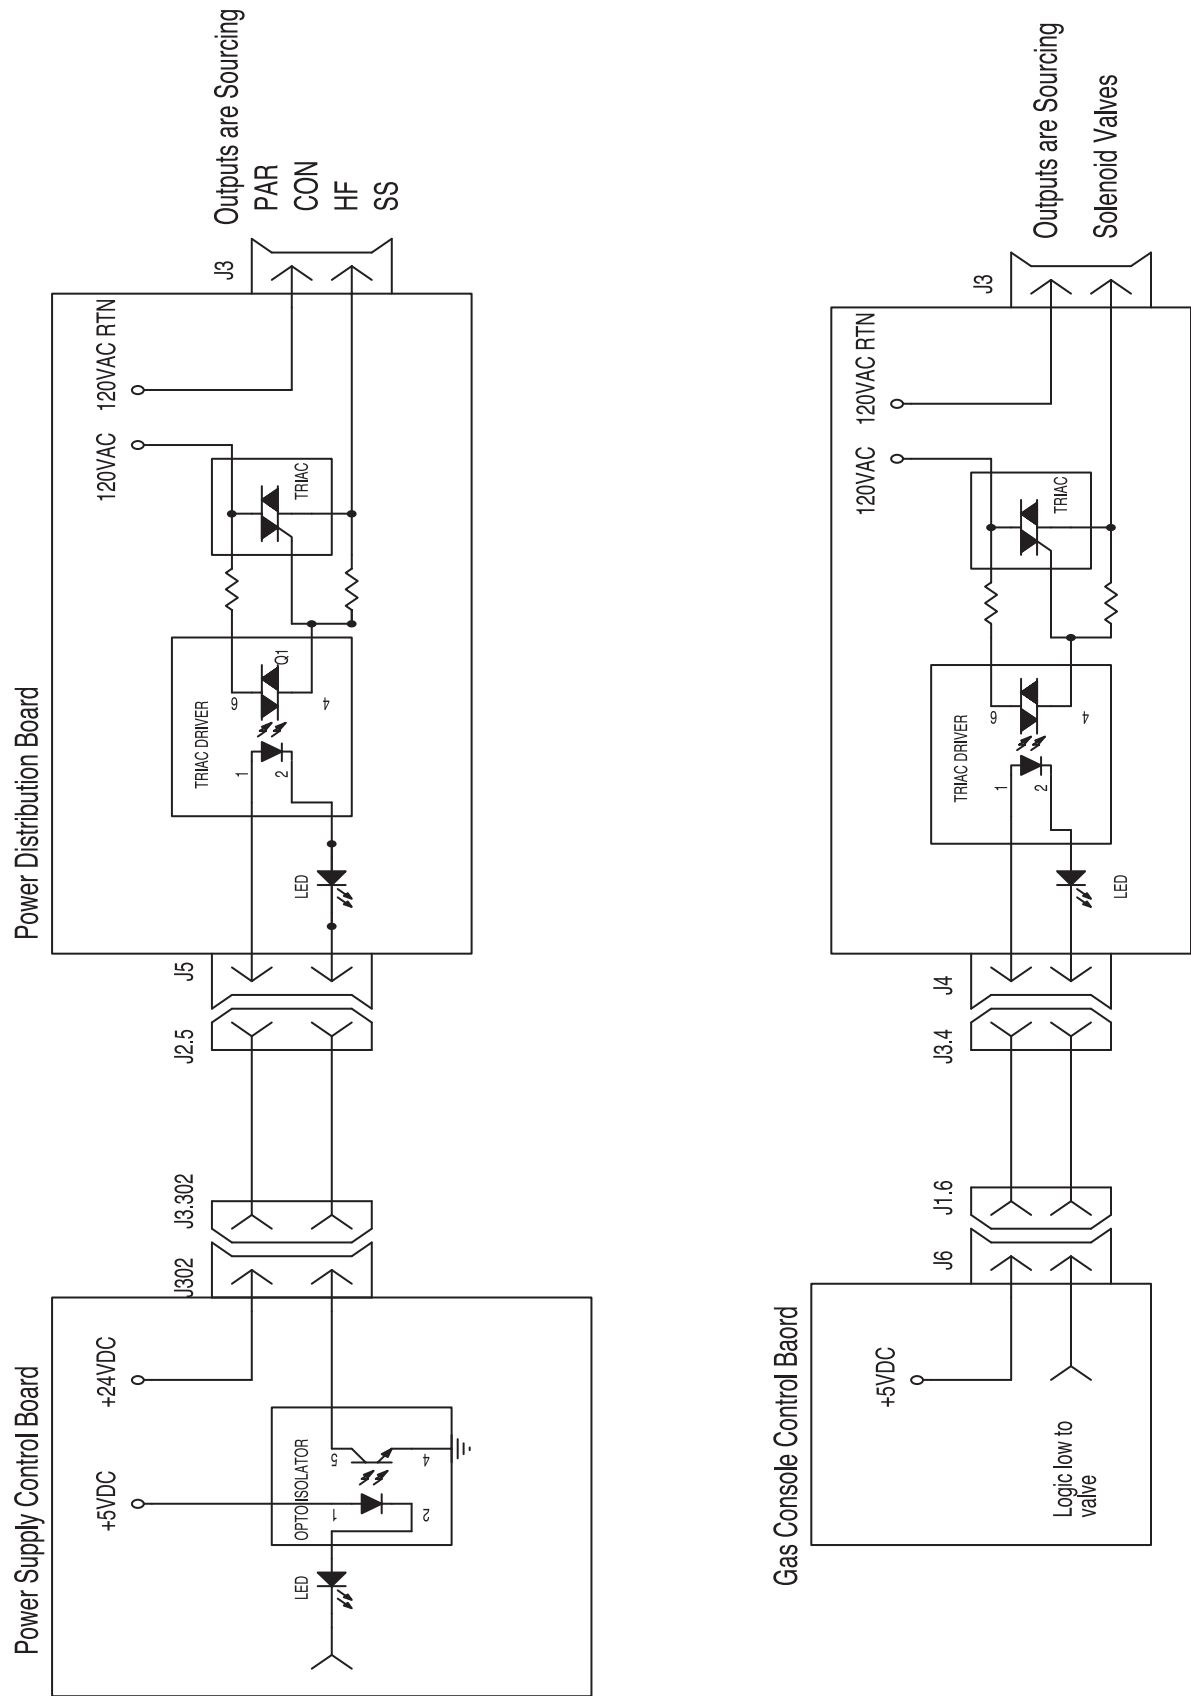 Power Supply Control Board
+5VDC
+24VDC
OPTOISOLATOR
1
2
5
4
LED
J302
J3.302
J2.5
J5
Power Distribution Board
LED
TRIAC DRIVER
1
2
6
4
Q1
TRIAC
120VAC
120VAC RTN
J3
Outputs are Sourcing
PAR
CON
HF
SS
Gas Console Control Baord
+5VDC
Logic low to
valve
J6
J1.6
J3.4
J4
LED
TRIAC DRIVER
1
2
6
4
TRIAC
120VAC
120VAC RTN
J3
Outputs are Sourcing
Solenoid Valves